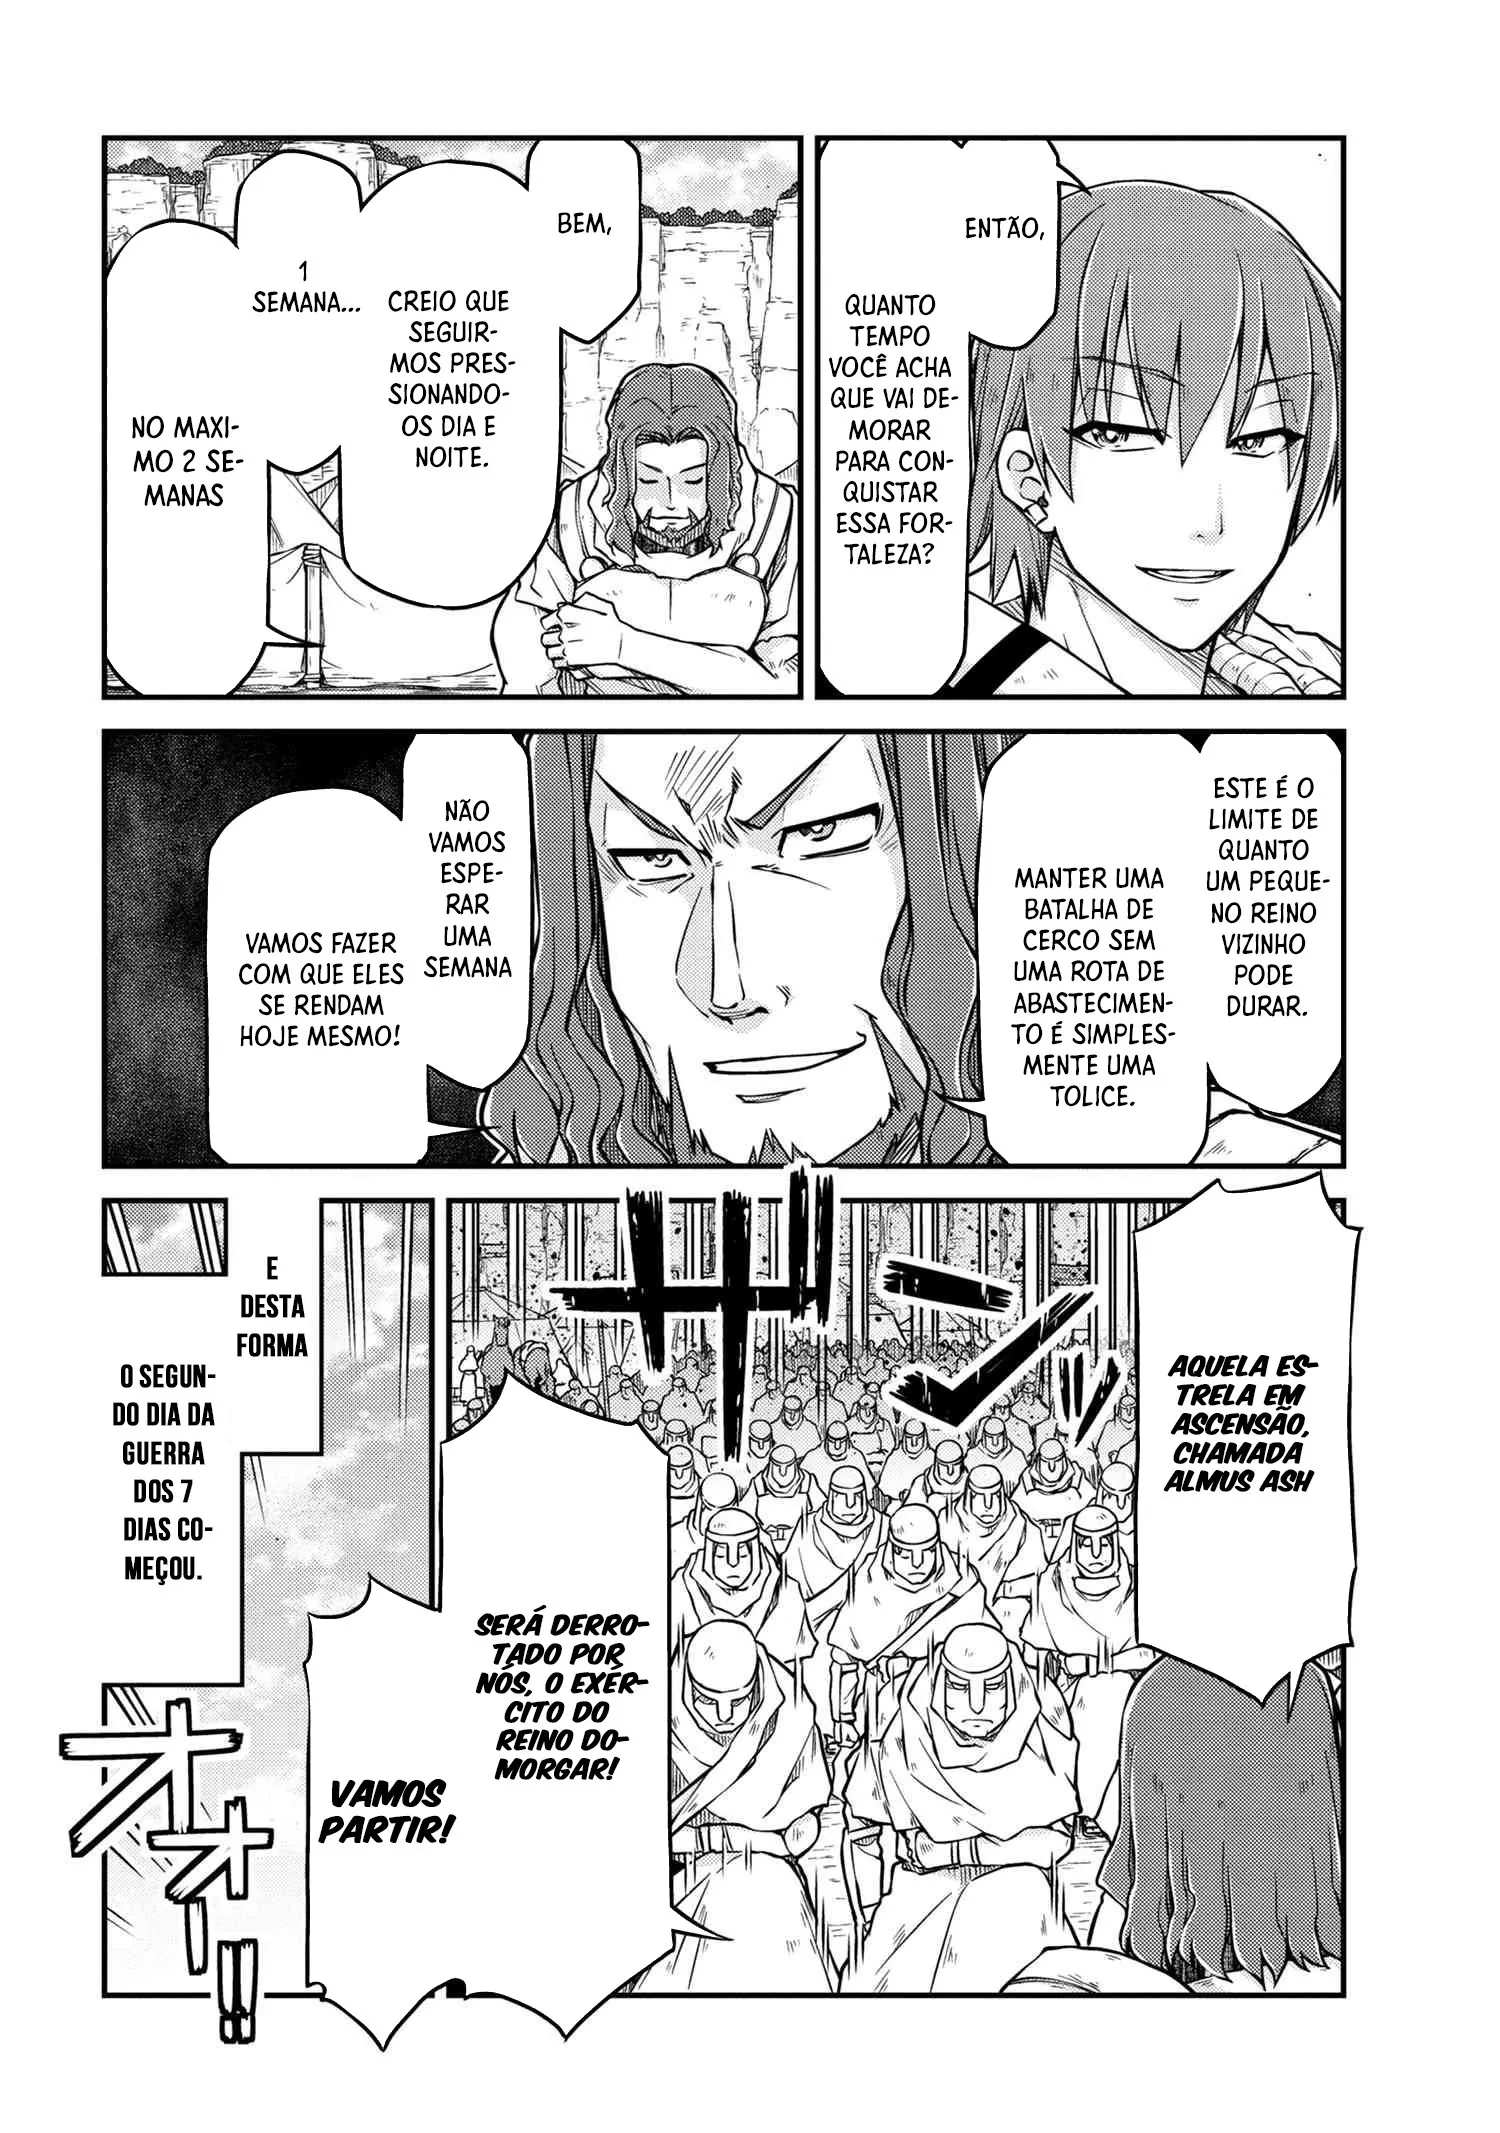 ENTÃO,
QUANTO
TEMPO
VOCÊ ACHA
QUE VAI DE-
MORAR
PARA CON-
QUISTAR
ESSA FOR-
TALEZA?
BEM,
CREIO QUE
SEGUIR-
MOS PRES-
SIONANDO-
OS DIA E
NOITE.
1
SEMANA...
NO MAXI-
MO 2 SE-
MANAS
ESTE É O
LIMITE DE
QUANTO
UM PEQUE-
NO REINO
VIZINHO
PODE
DURAR.
MANTER UMA
BATALHA DE
CERCO SEM
UMA ROTA DE
ABASTECIMEN-
TO É SIMPLES-
MENTE UMA
TOLICE.
NÃO
VAMOS
ESPE-
RAR
UMA
SEMANA
VAMOS FAZER
COM QUE ELES
SE RENDAM
HOJE MESMO!
AQUELA ES-
TRELA EM
ASCENSÃO,
CHAMADA
ALMUS ASH
ザーッ
SERÁ DERRO-
TADO POR
NÓS, O EXÉR-
CITO DO
REINO DO-
MORGAR!
VAMOS
PARTIR!
E
DESTA
FORMA
O SEGUN-
DO DIA DA
GUERRA
DOS 7
DIAS CO-
MEÇOU.
オオ!!